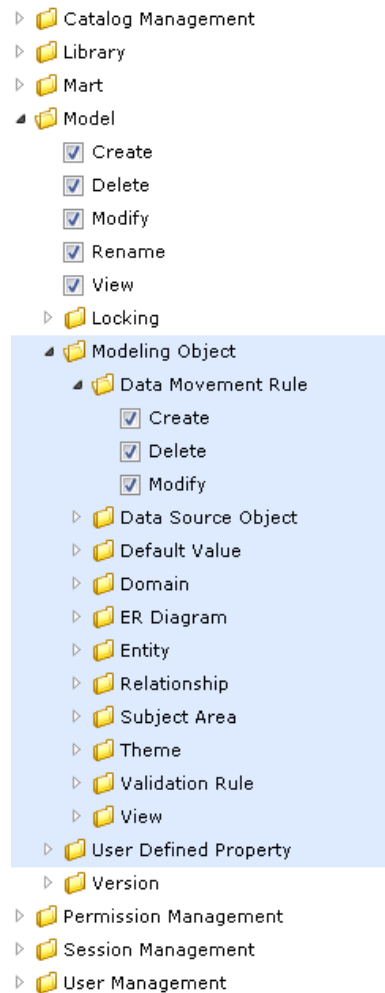 Catalog Management
Library
Mart
Model
Create
Delete
Modify
Rename
View
Locking
Modeling Object
Data Movement Rule
Create
Delete
Modify
Data Source Object
Default Value
Domain
ER Diagram
Entity
Relationship
Subject Area
Theme
Validation Rule
View
User Defined Property
Version
Permission Management
Session Management
User Management